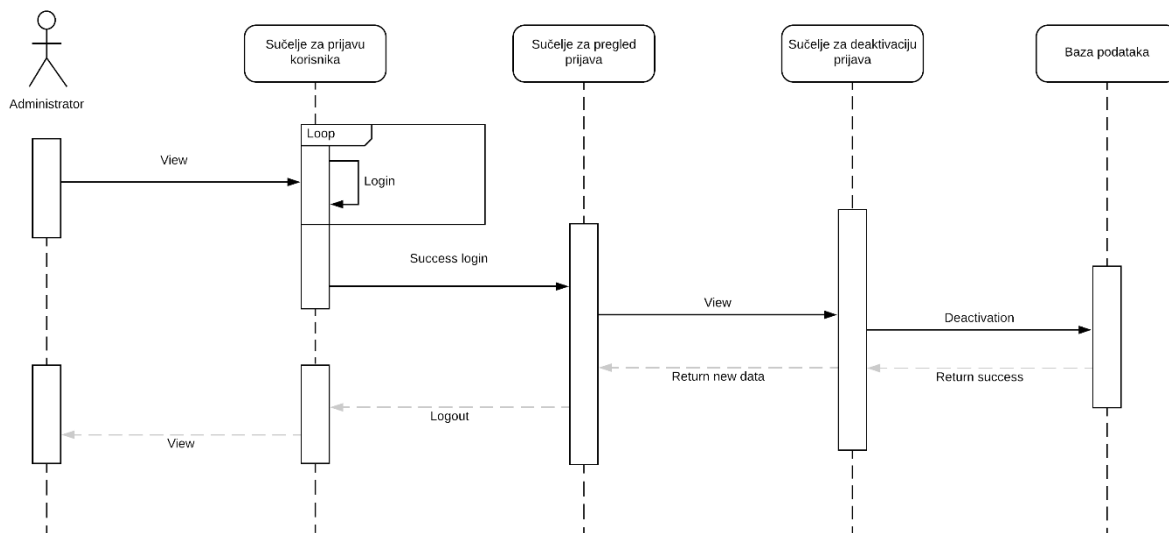 Sučelje za prijavu
korisnika
Sučelje za pregled
prijava
Sučelje za deaktivaciju
prijava
Baza podataka
Administrator
Loop
View
Login
Success login
View
Deactivation
Return new data
Return success
Logout
View